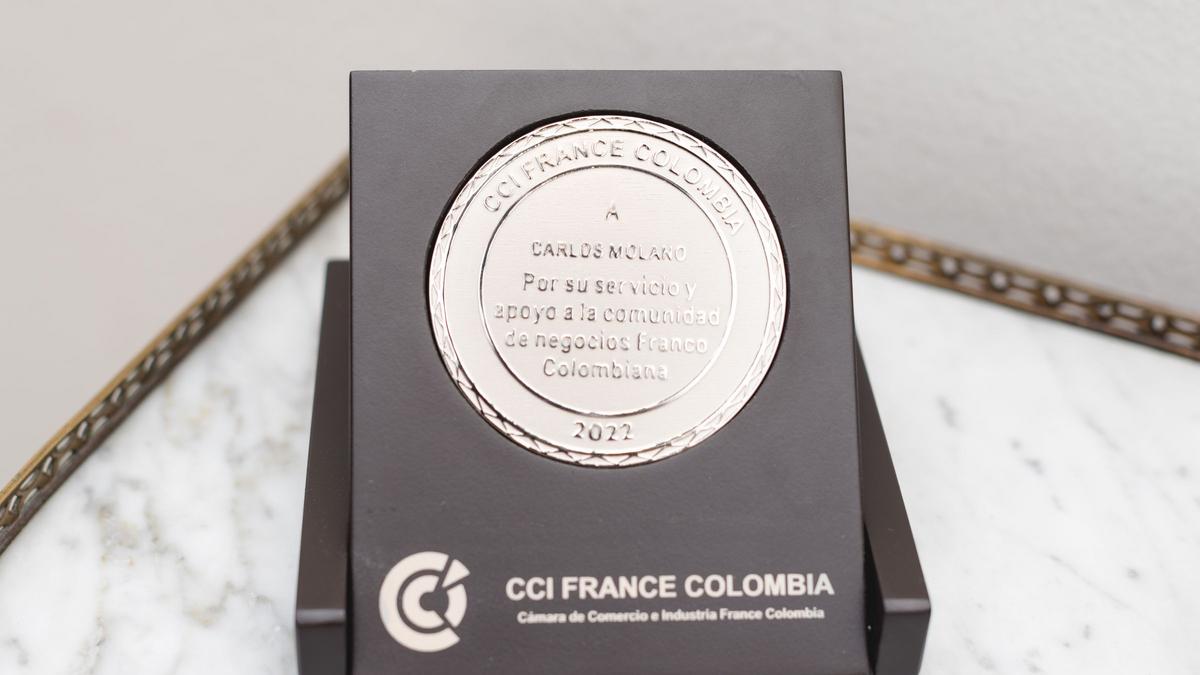 CCI FRANCE COLOMBIA
A
CARLOS MOLANO
Por su servicio y
apoyo a la comunidad
de negocios Franco
Colombiana
2022
CCI FRANCE COLOMBIA
Cámara de Comercio e Industria France Colombia